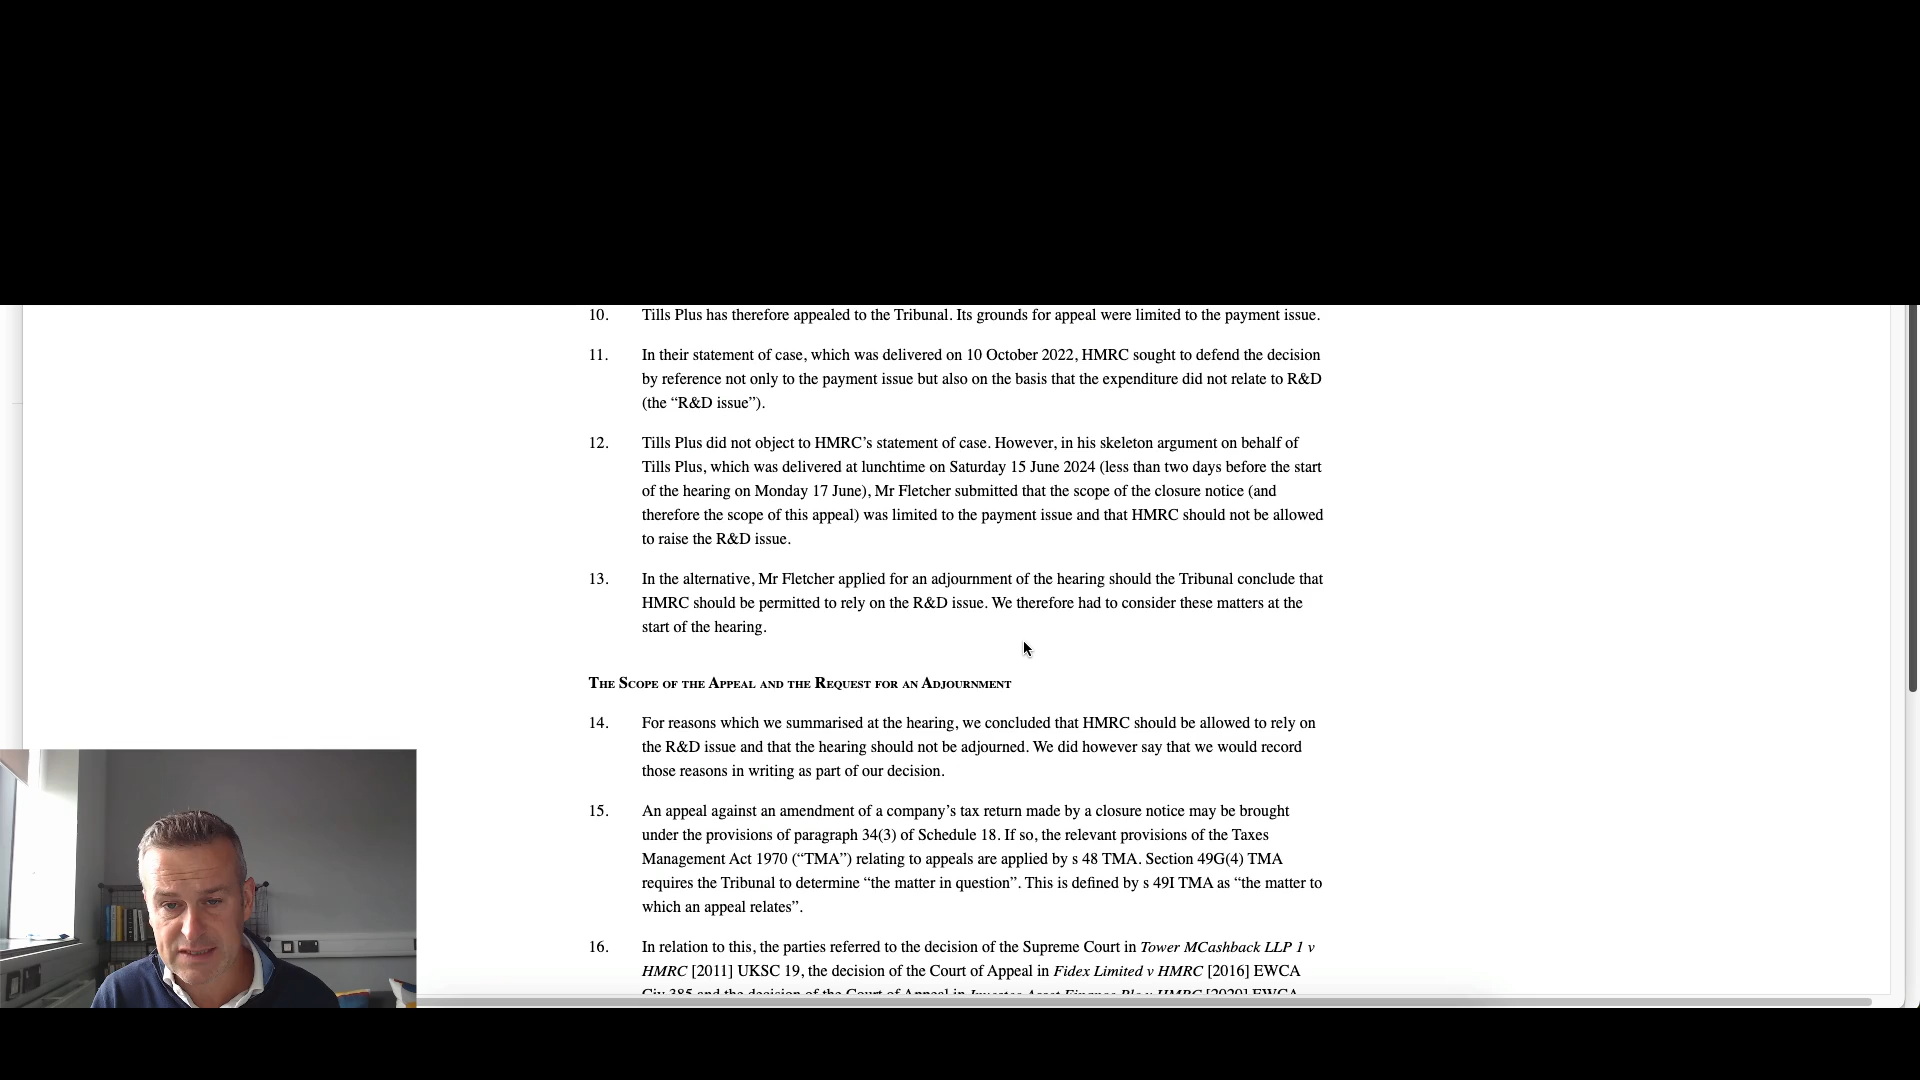 10. Tills Plus has therefore appealed to the Tribunal. Its grounds for appeal were limited to the payment issue.
11. In their statement of case, which was delivered on 10 October 2022, HMRC sought to defend the decision
by reference not only to the payment issue but also on the basis that the expenditure did not relate to R&D
(the “R&D issue”).
12. Tills Plus did not object to HMRC’s statement of case. However, in his skeleton argument on behalf of
Tills Plus, which was delivered at lunchtime on Saturday 15 June 2024 (less than two days before the start
of the hearing on Monday 17 June), Mr Fletcher submitted that the scope of the closure notice (and
therefore the scope of this appeal) was limited to the payment issue and that HMRC should not be allowed
to raise the R&D issue.
13. In the alternative, Mr Fletcher applied for an adjournment of the hearing should the Tribunal conclude that
HMRC should be permitted to rely on the R&D issue. We therefore had to consider these matters at the
start of the hearing.
The Scope of the Appeal and the Request for an Adjournment
14. For reasons which we summarised at the hearing, we concluded that HMRC should be allowed to rely on
the R&D issue and that the hearing should not be adjourned. We did however say that we would record
those reasons in writing as part of our decision.
15. An appeal against an amendment of a company’s tax return made by a closure notice may be brought
under the provisions of paragraph 34(3) of Schedule 18. If so, the relevant provisions of the Taxes
Management Act 1970 (“TMA”) relating to appeals are applied by s 48 TMA. Section 49G(4) TMA
requires the Tribunal to determine “the matter in question”. This is defined by s 49I TMA as “the matter to
which an appeal relates”.
16. In relation to this, the parties referred to the decision of the Supreme Court in Tower MCashback LLP 1 v
HMRC [2011] UKSC 19, the decision of the Court of Appeal in Fidex Limited v HMRC [2016] EWCA
Civ 385 and the decision of the Court of Appeal in Investec Asset Finance Plc v HMRC [2020] EWCA